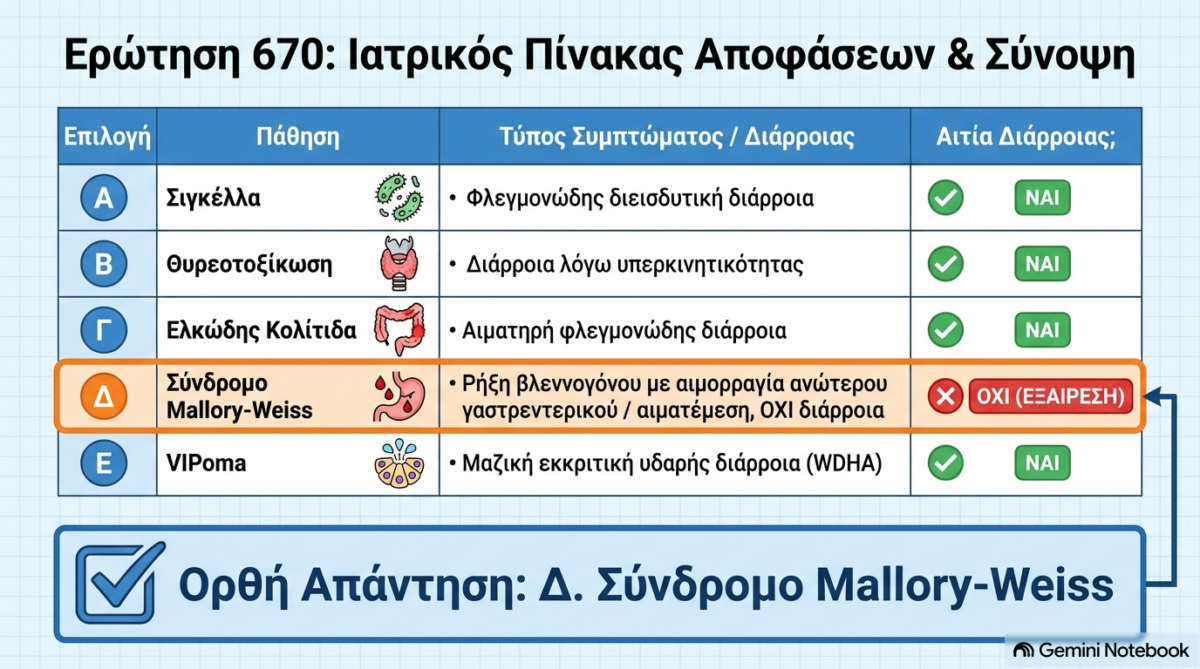 Ερώτηση 670: Ιατρικός Πίνακας Αποφάσεων & Σύνοψη
Επιλογή Πάθηση Τύπος Συμπτώματος / Διάρροιας Αιτία Διάρροιας;
Α Σιγκέλλα • Φλεγμονώδης διεισδυτική διάρροια ΝΑΙ
Β Θυρεοτοξίκωση • Διάρροια λόγω υπερκινητικότητας ΝΑΙ
Γ Ελκώδης Κολίτιδα • Αιματηρή φλεγμονώδης διάρροια ΝΑΙ
Δ Σύνδρομο • Ρήξη βλεννογόνου με αιμορραγία ανώτερου ΟΧΙ (ΕΞΑΙΡΕΣΗ)
Mallory-Weiss γαστρεντερικού / αιματέμεση, ΟΧΙ διάρροια
Ε VIPoma • Μαζική εκκριτική υδαρής διάρροια (WDHA) ΝΑΙ
Ορθή Απάντηση: Δ. Σύνδρομο Mallory-Weiss
Gemini Notebook